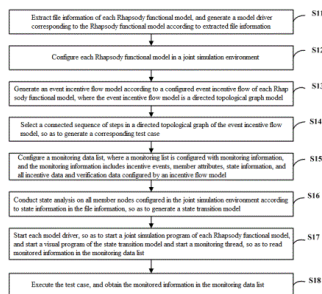 Extract file information of each Rhapsody functional model, and generate a model driver
corresponding to the Rhapsody functional model according to extracted file information
S11
Configure each Rhapsody functional model in a joint simulation environment
S12
Generate an event incentive flow model according to a configured event incentive flow of each Rhap
sody functional model, where the event incentive flow model is a directed topological graph model
S13
Select a connected sequence of steps in a directed topological graph of the event incentive flow
model, so as to generate a corresponding test case
S14
Configure a monitoring data list, where a monitoring list is configured with monitoring information,
and the monitoring information includes incentive events, member attributes, state information, and
all incentive data and verification data configured by an incentive flow model
S15
Conduct state analysis on all member nodes configured in the joint simulation environment according
to state information in the file information, so as to generate a state transition model
S16
Start each model driver, so as to start a joint simulation program of each Rhapsody functional model,
and start a visual program of the state transition model and start a monitoring thread, so as to read
monitored information in the monitoring data list
S17
Execute the test case, and obtain the monitored information in the monitoring data list
S18